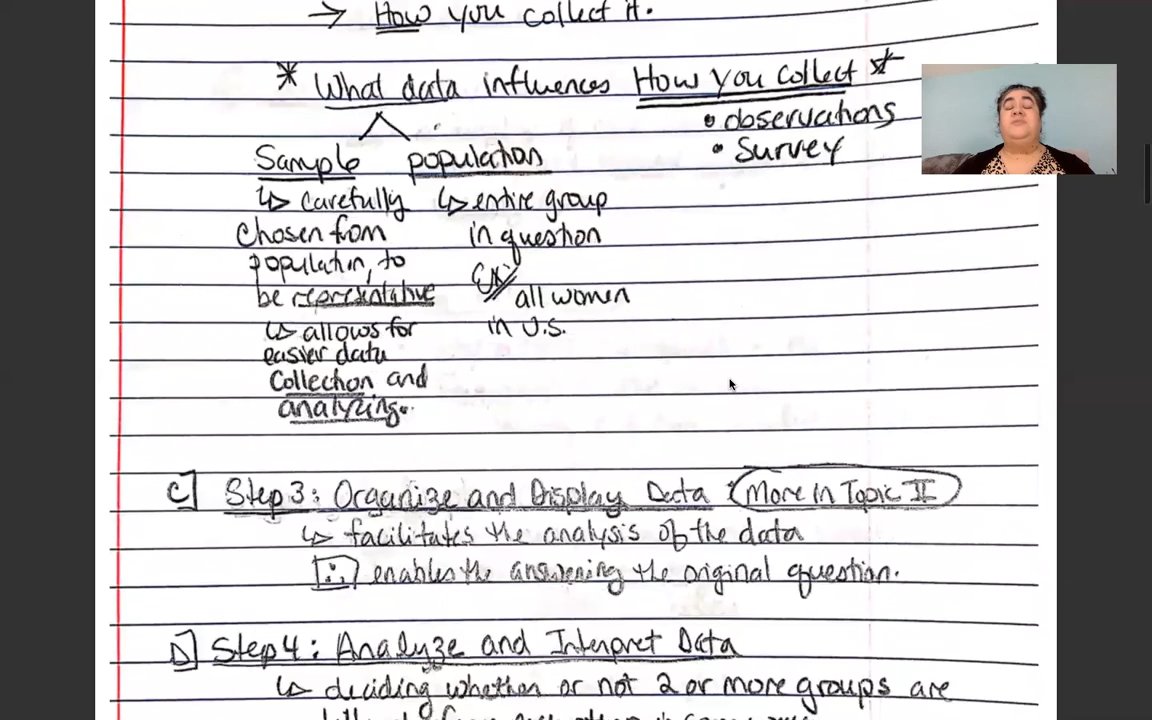 → How you collect it.
* What data influences How you collect *
• observations
• Survey
Sample population
↳ carefully ↳ entire group
Chosen from in question
population, to Ex/
be representative all women
↳ allows for in U.S.
easier data
Collection and
analyzing.
C] Step 3: Organize and Display Data (More in Topic II)
↳ facilitates the analysis of the data
∴ enables the answering the original question.
D] Step 4: Analyze and Interpret Data
↳ deciding whether or not 2 or more groups are